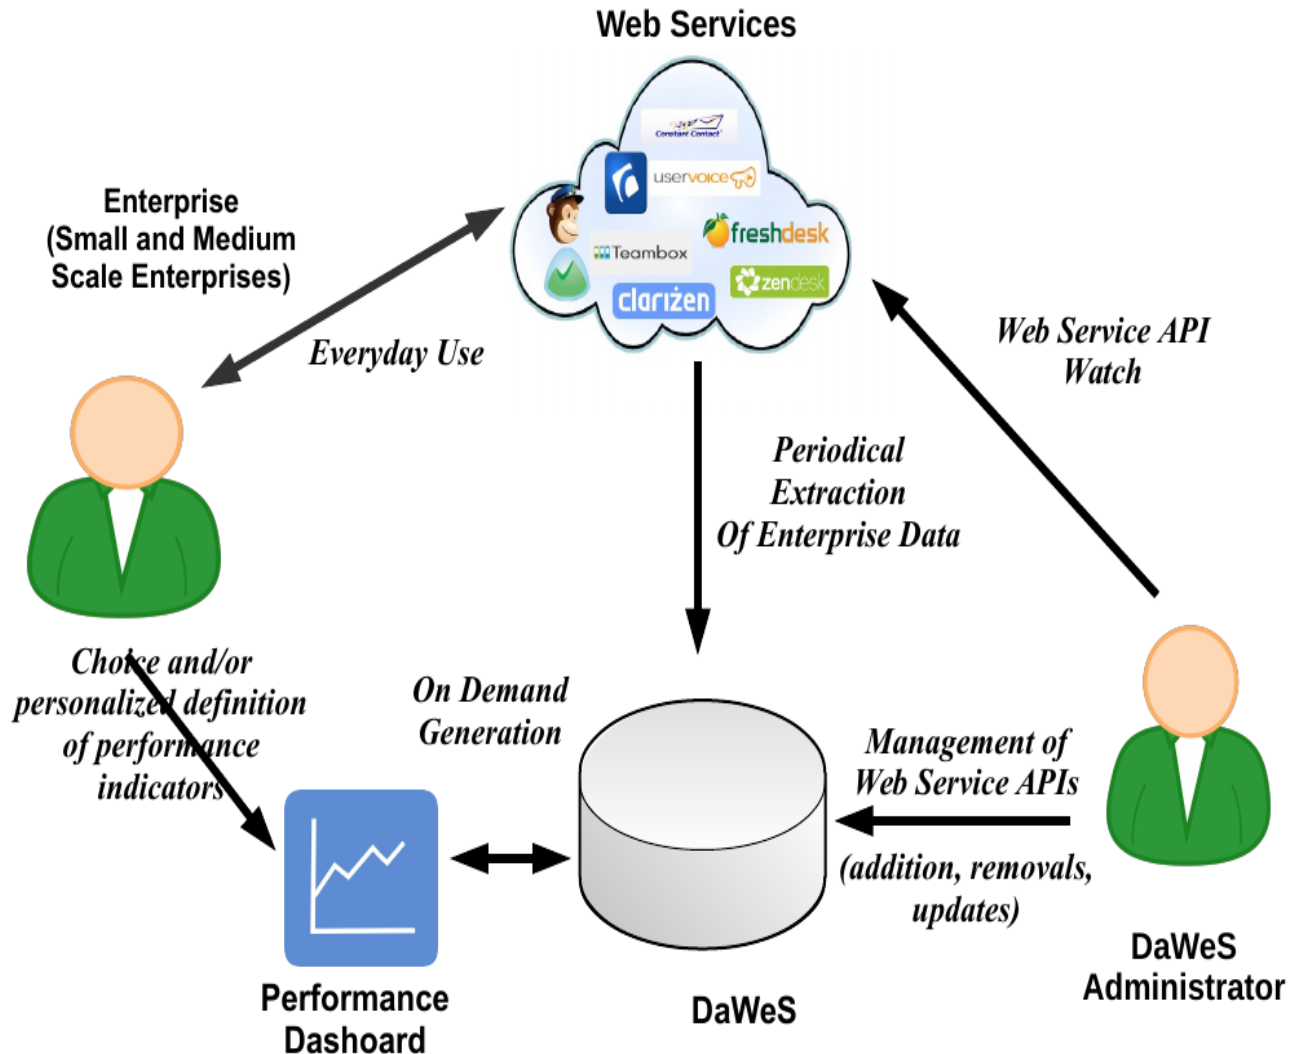 Web Services
Constant Contact
uservoice
freshdesk
Teambox
zendesk
clarizen
Enterprise
(Small and Medium
Scale Enterprises)
Everyday Use
Web Service API
Watch
Periodical
Extraction
Of Enterprise Data
Choice and/or
personalized definition
of performance
indicators
On Demand
Generation
Management of
Web Service APIs
(addition, removals,
updates)
Performance
Dashoard
DaWeS
DaWeS
Administrator